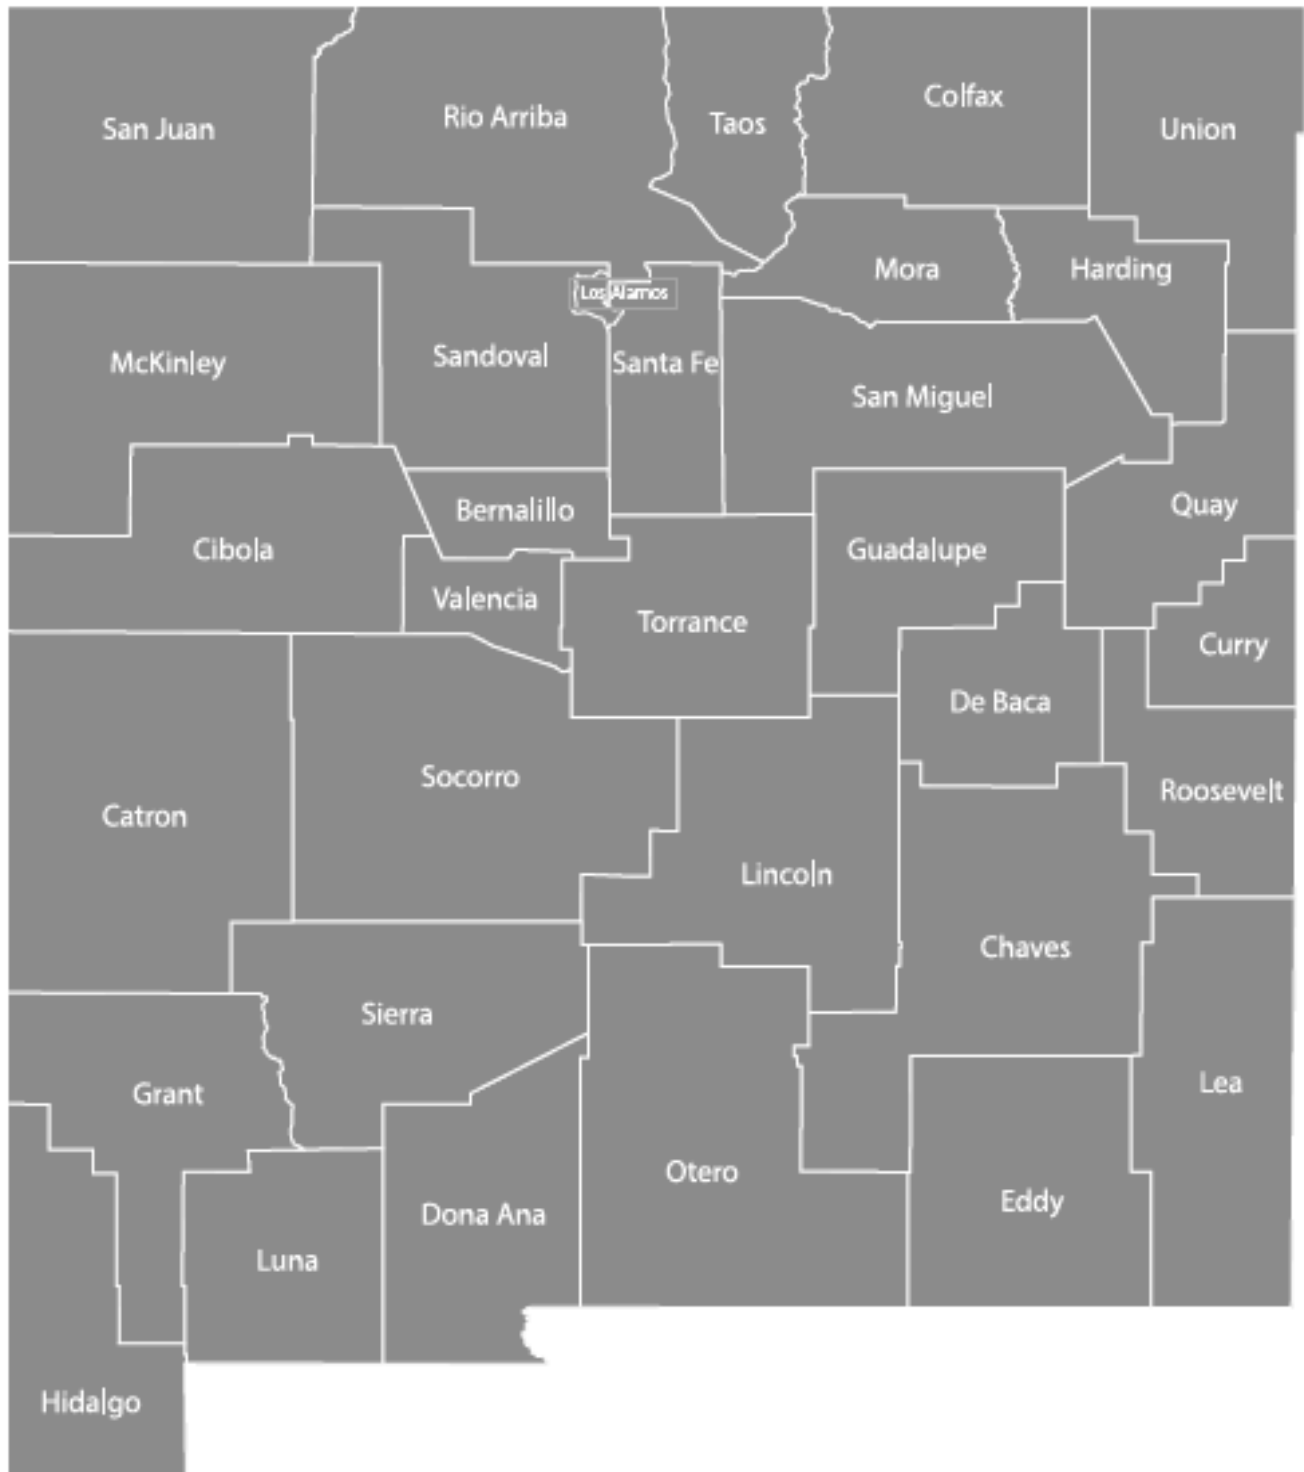 San Juan
Rio Arriba
Taos
Colfax
Union
Mora
Harding
Los Alamos
McKinley
Sandoval
Santa Fe
San Miguel
Bernalillo
Quay
Cibola
Guadalupe
Valencia
Torrance
Curry
De Baca
Socorro
Roosevelt
Catron
Lincoln
Chaves
Sierra
Grant
Lea
Otero
Eddy
Dona Ana
Luna
Hidalgo